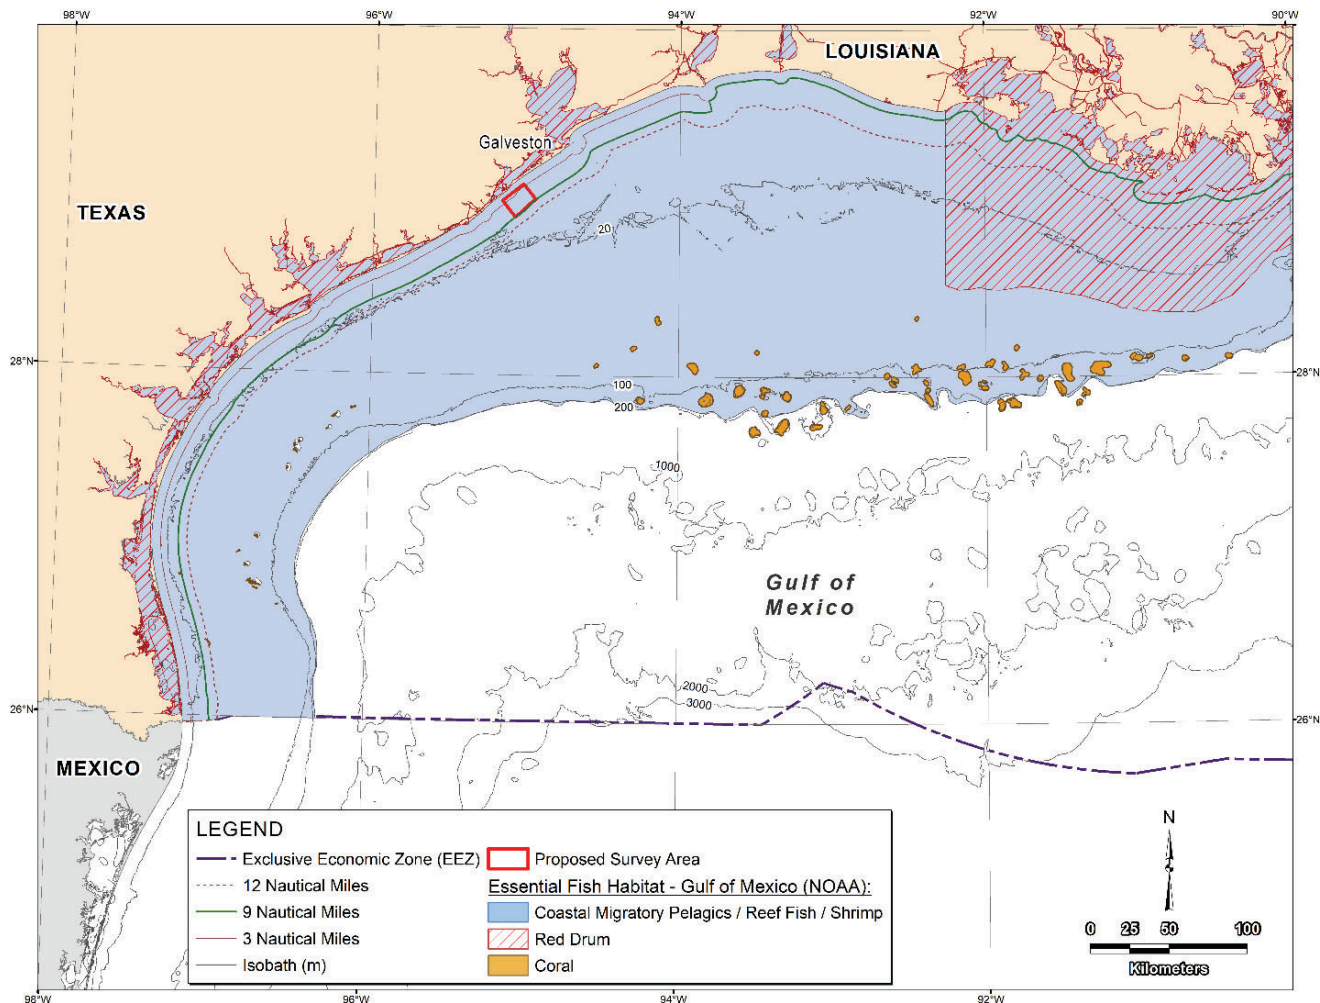 98°W 96°W 94°W 92°W 90°W
LOUISIANA
Galveston
TEXAS
20
28°N 28°N
100
200
1000
Gulf of
Mexico
2000
3000
26°N 26°N
MEXICO
LEGEND
Exclusive Economic Zone (EEZ)
12 Nautical Miles
9 Nautical Miles
3 Nautical Miles
Isobath (m)
Proposed Survey Area
Essential Fish Habitat - Gulf of Mexico (NOAA):
Coastal Migratory Pelagics / Reef Fish / Shrimp
Red Drum
Coral
N
0 25 50 100
Kilometers
98°W 96°W 94°W 92°W